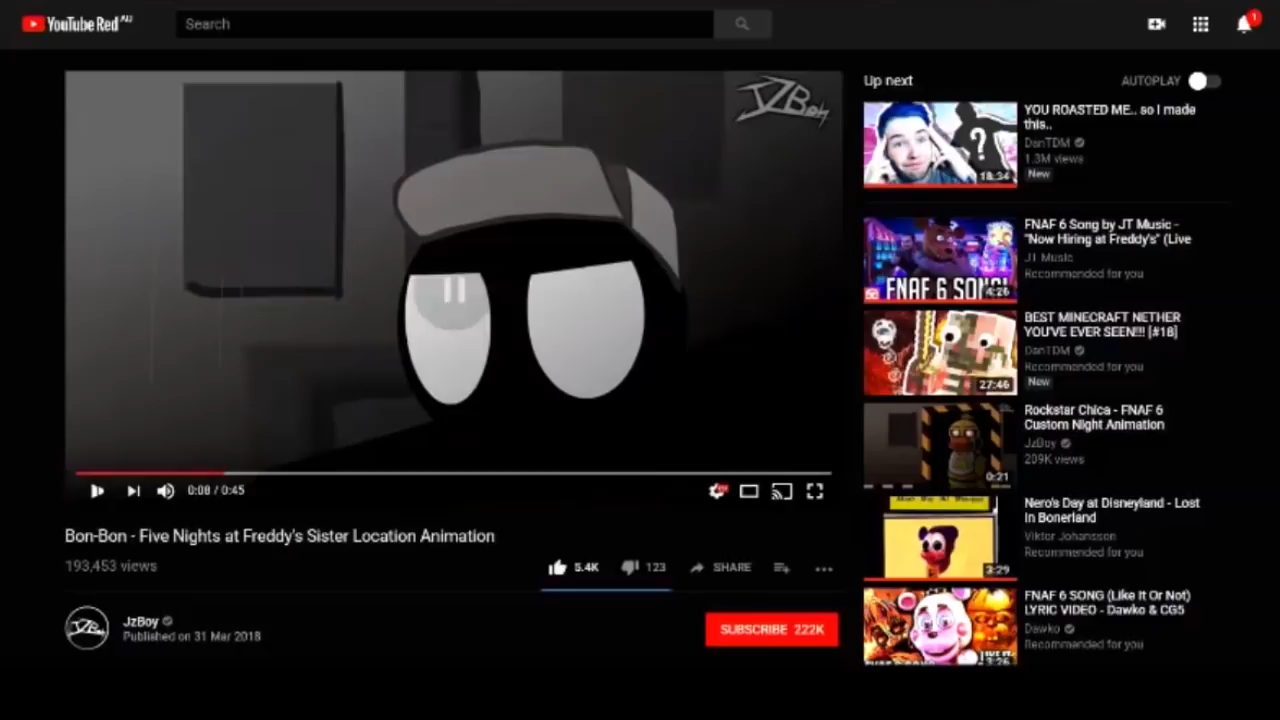 YouTube Red AU
Search
1
JZBoy
0:08 / 0:45
Bon-Bon - Five Nights at Freddy's Sister Location Animation
193,453 views
5.4K
123
SHARE
JzBoy
Published on 31 Mar 2018
SUBSCRIBE 222K
Up next
AUTOPLAY
?
18:34
YOU ROASTED ME.. so I made
this..
DanTDM
1.3M views
New
FNAF 6 SONG!
4:26
FNAF 6 Song by JT Music -
"Now Hiring at Freddy's" (Live
JT Music
Recommended for you
27:46
BEST MINECRAFT NETHER
YOU'VE EVER SEEN!!! [#18]
DanTDM
Recommended for you
New
0:21
Rockstar Chica - FNAF 6
Custom Night Animation
JzBoy
209K views
3:29
Nero's Day at Disneyland - Lost
In Bonerland
Viktor Johansson
Recommended for you
3:26
FNAF 6 SONG (Like It Or Not)
LYRIC VIDEO - Dawko & CG5
Dawko
Recommended for you